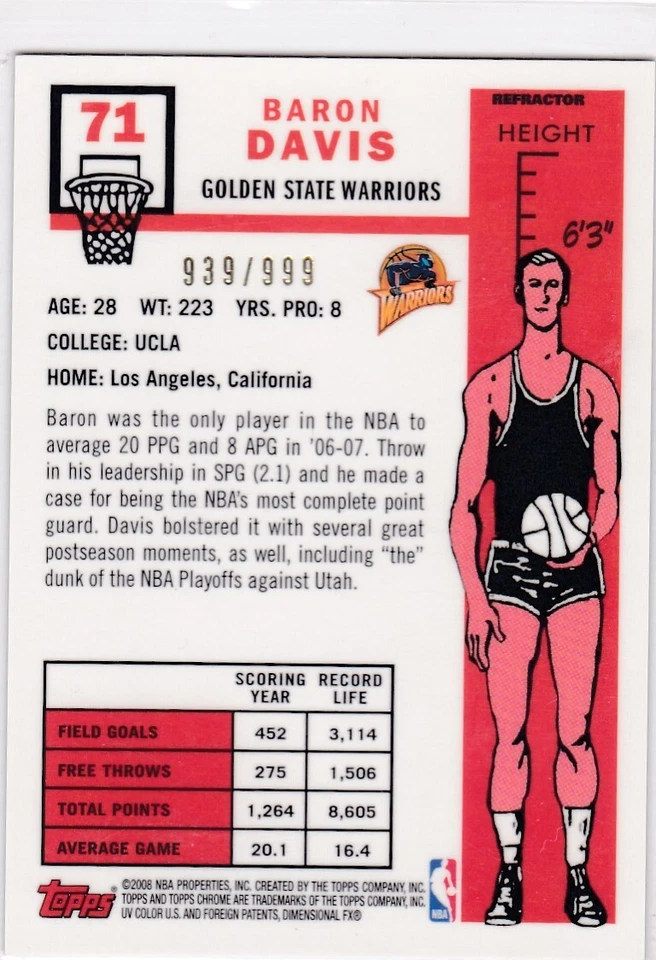 71
BARON
DAVIS
GOLDEN STATE WARRIORS
REFRACTOR
HEIGHT
6'3"
939/999
WARRIORS
AGE: 28 WT: 223 YRS. PRO: 8
COLLEGE: UCLA
HOME: Los Angeles, California
Baron was the only player in the NBA to
average 20 PPG and 8 APG in '06-07. Throw
in his leadership in SPG (2.1) and he made a
case for being the NBA's most complete point
guard. Davis bolstered it with several great
postseason moments, as well, including "the"
dunk of the NBA Playoffs against Utah.
SCORING RECORD
YEAR LIFE
FIELD GOALS 452 3,114
FREE THROWS 275 1,506
TOTAL POINTS 1,264 8,605
AVERAGE GAME 20.1 16.4
Topps®
©2008 NBA PROPERTIES, INC. CREATED BY THE TOPPS COMPANY, INC.
TOPPS AND TOPPS CHROME ARE TRADEMARKS OF THE TOPPS COMPANY, INC.
UV COLOR U.S. AND FOREIGN PATENTS, DIMENSIONAL FX®
NBA